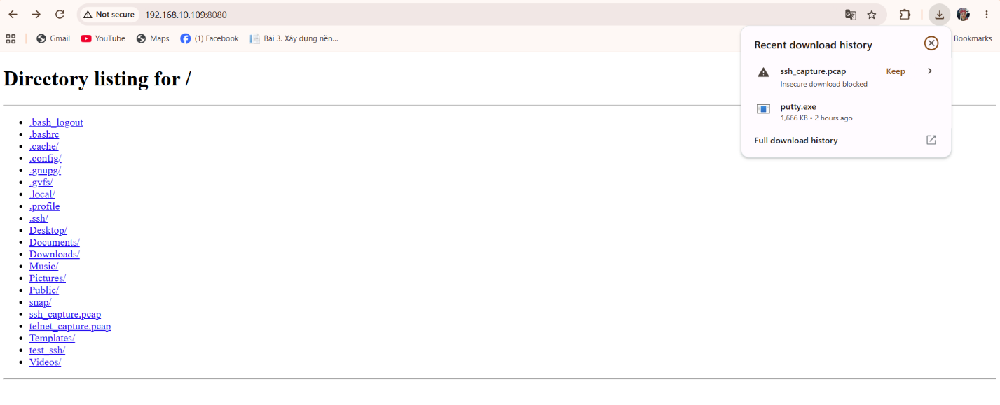 Not secure 192.168.10.109:8080
Gmail YouTube Maps (1) Facebook Bài 3. Xây dựng nền... Bookmarks
Recent download history
ssh_capture.pcap Keep
Insecure download blocked
putty.exe
1,666 KB • 2 hours ago
Full download history
Directory listing for /
.bash_logout
.bashrc
.cache/
.config/
.gnupg/
.gvfs/
.local/
.profile
.ssh/
Desktop/
Documents/
Downloads/
Music/
Pictures/
Public/
snap/
ssh_capture.pcap
telnet_capture.pcap
Templates/
test_ssh/
Videos/